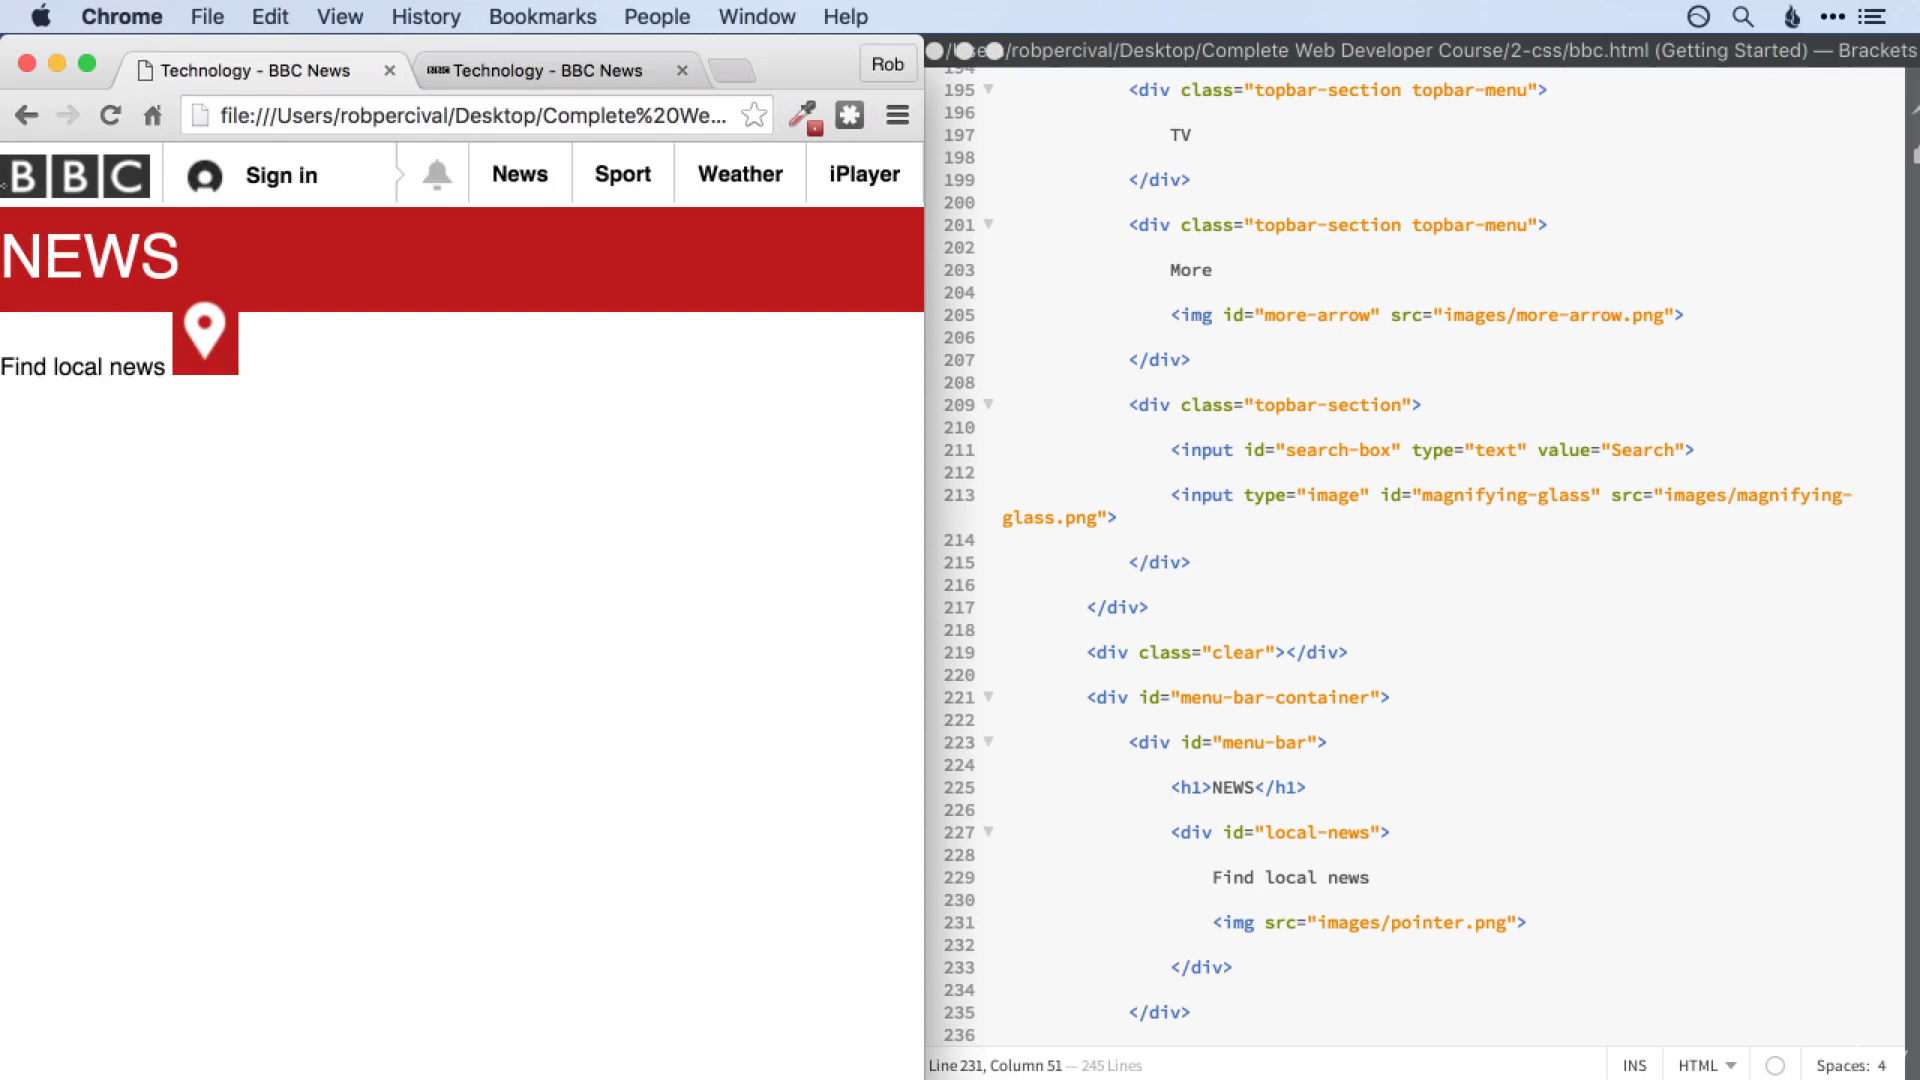 Chrome File Edit View History Bookmarks People Window Help
Technology - BBC News
Technology - BBC News
Rob
file:///Users/robpercival/Desktop/Complete%20We...
BBC Sign in News Sport Weather iPlayer
NEWS
Find local news
/robpercival/Desktop/Complete Web Developer Course/2-css/bbc.html (Getting Started) — Brackets
194
195 <div class="topbar-section topbar-menu">
196
197 TV
198
199 </div>
200
201 <div class="topbar-section topbar-menu">
202
203 More
204
205 <img id="more-arrow" src="images/more-arrow.png">
206
207 </div>
208
209 <div class="topbar-section">
210
211 <input id="search-box" type="text" value="Search">
212
213 <input type="image" id="magnifying-glass" src="images/magnifying-
glass.png">
214
215 </div>
216
217 </div>
218
219 <div class="clear"></div>
220
221 <div id="menu-bar-container">
222
223 <div id="menu-bar">
224
225 <h1>NEWS</h1>
226
227 <div id="local-news">
228
229 Find local news
230
231 <img src="images/pointer.png">
232
233 </div>
234
235 </div>
236
Line 231, Column 51 — 245 Lines
INS HTML Spaces: 4